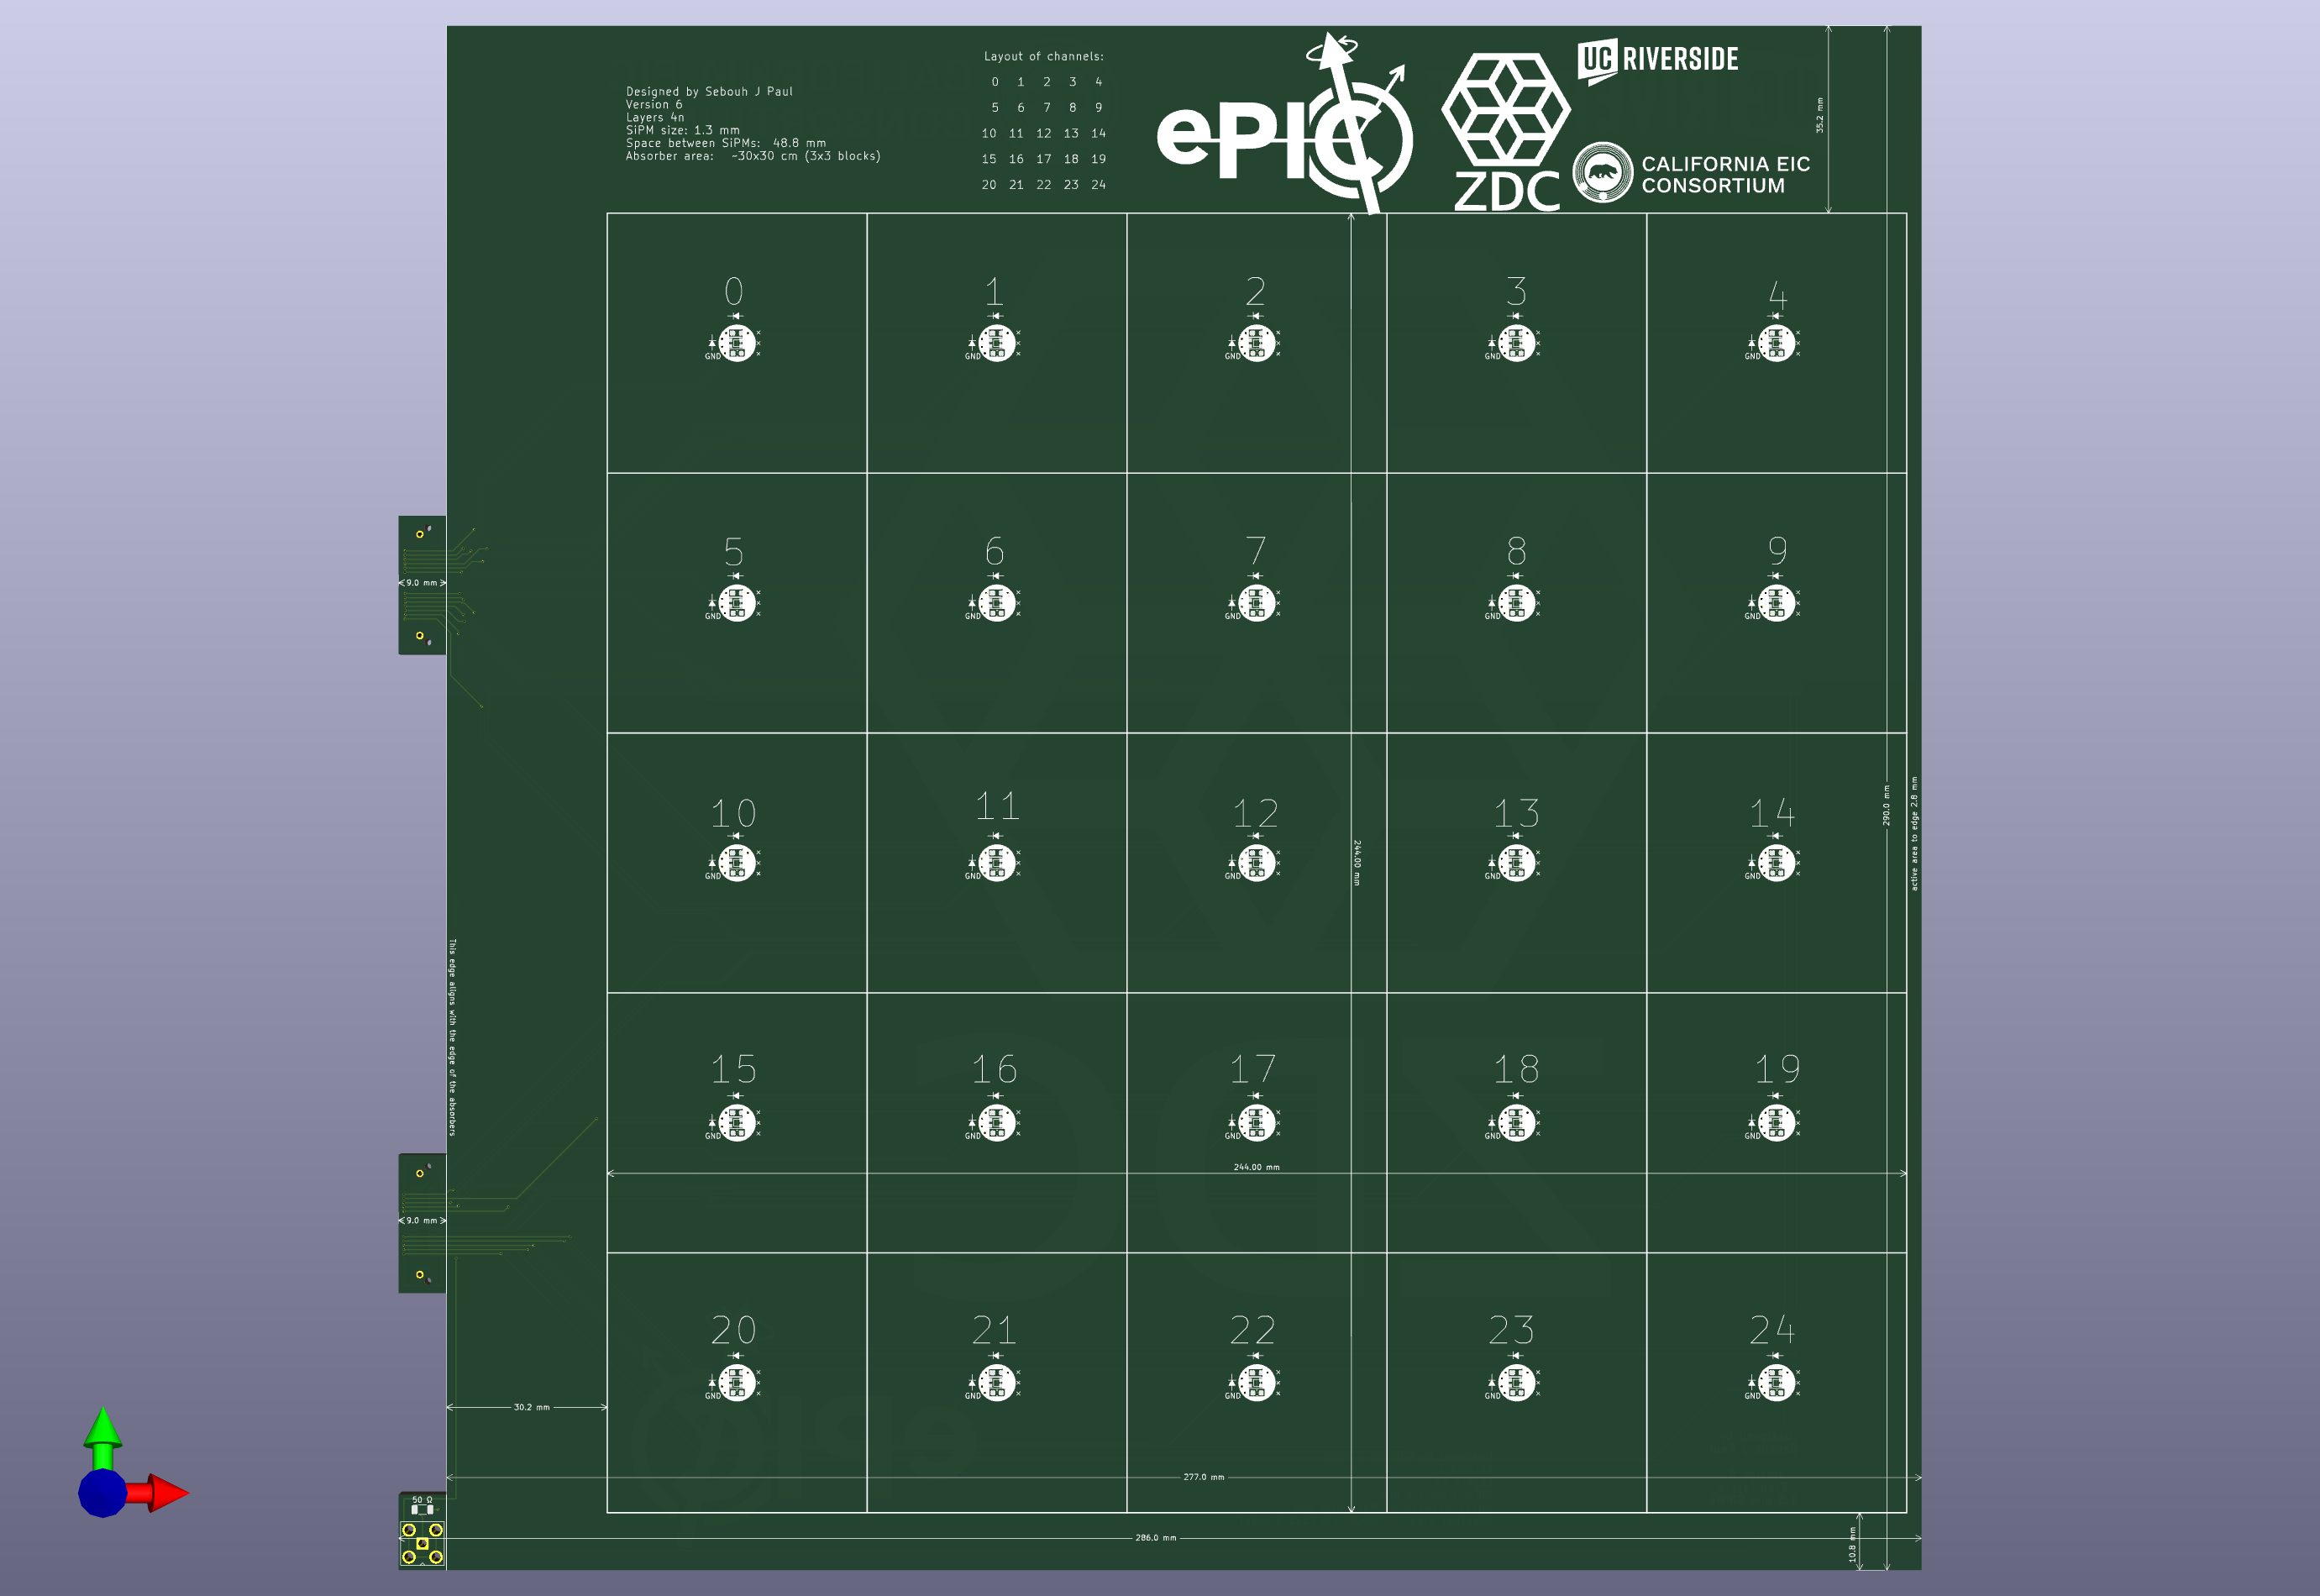 Designed by Sebouh J Paul
Version 6
Layers 4n
SiPM size: 1.3 mm
Space between SiPMs: 48.8 mm
Absorber area: ~30x30 cm (3x3 blocks)
Layout of channels:
0 1 2 3 4
5 6 7 8 9
10 11 12 13 14
15 16 17 18 19
20 21 22 23 24
ePIC
ZDC
UC RIVERSIDE
CALIFORNIA EIC
CONSORTIUM
35.2 mm
0 1 2 3 4
GND GND GND GND GND
5 6 7 8 9
GND GND GND GND GND
9.0 mm
10 11 12 13 14
GND GND GND GND GND
244.00 mm
290.0 mm
active area to edge 2.8 mm
This edge aligns with the edge of the absorbers
15 16 17 18 19
GND GND GND GND GND
244.00 mm
9.0 mm
20 21 22 23 24
GND GND GND GND GND
30.2 mm
277.0 mm
50 Ω
286.0 mm
10.8 mm